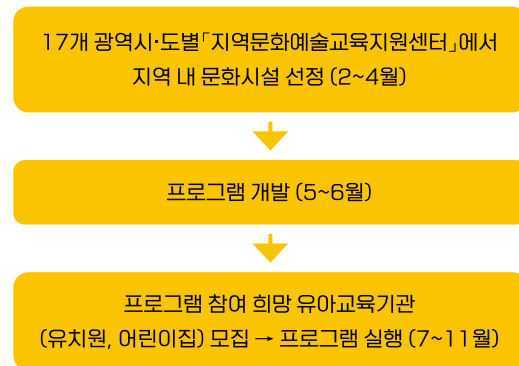 17개 광역시·도별「지역문화예술교육지원센터」에서
지역 내 문화시설 선정 (2~4월)
프로그램 개발 (5~6월)
프로그램 참여 희망 유아교육기관
(유치원, 어린이집) 모집 → 프로그램 실행 (7~11월)